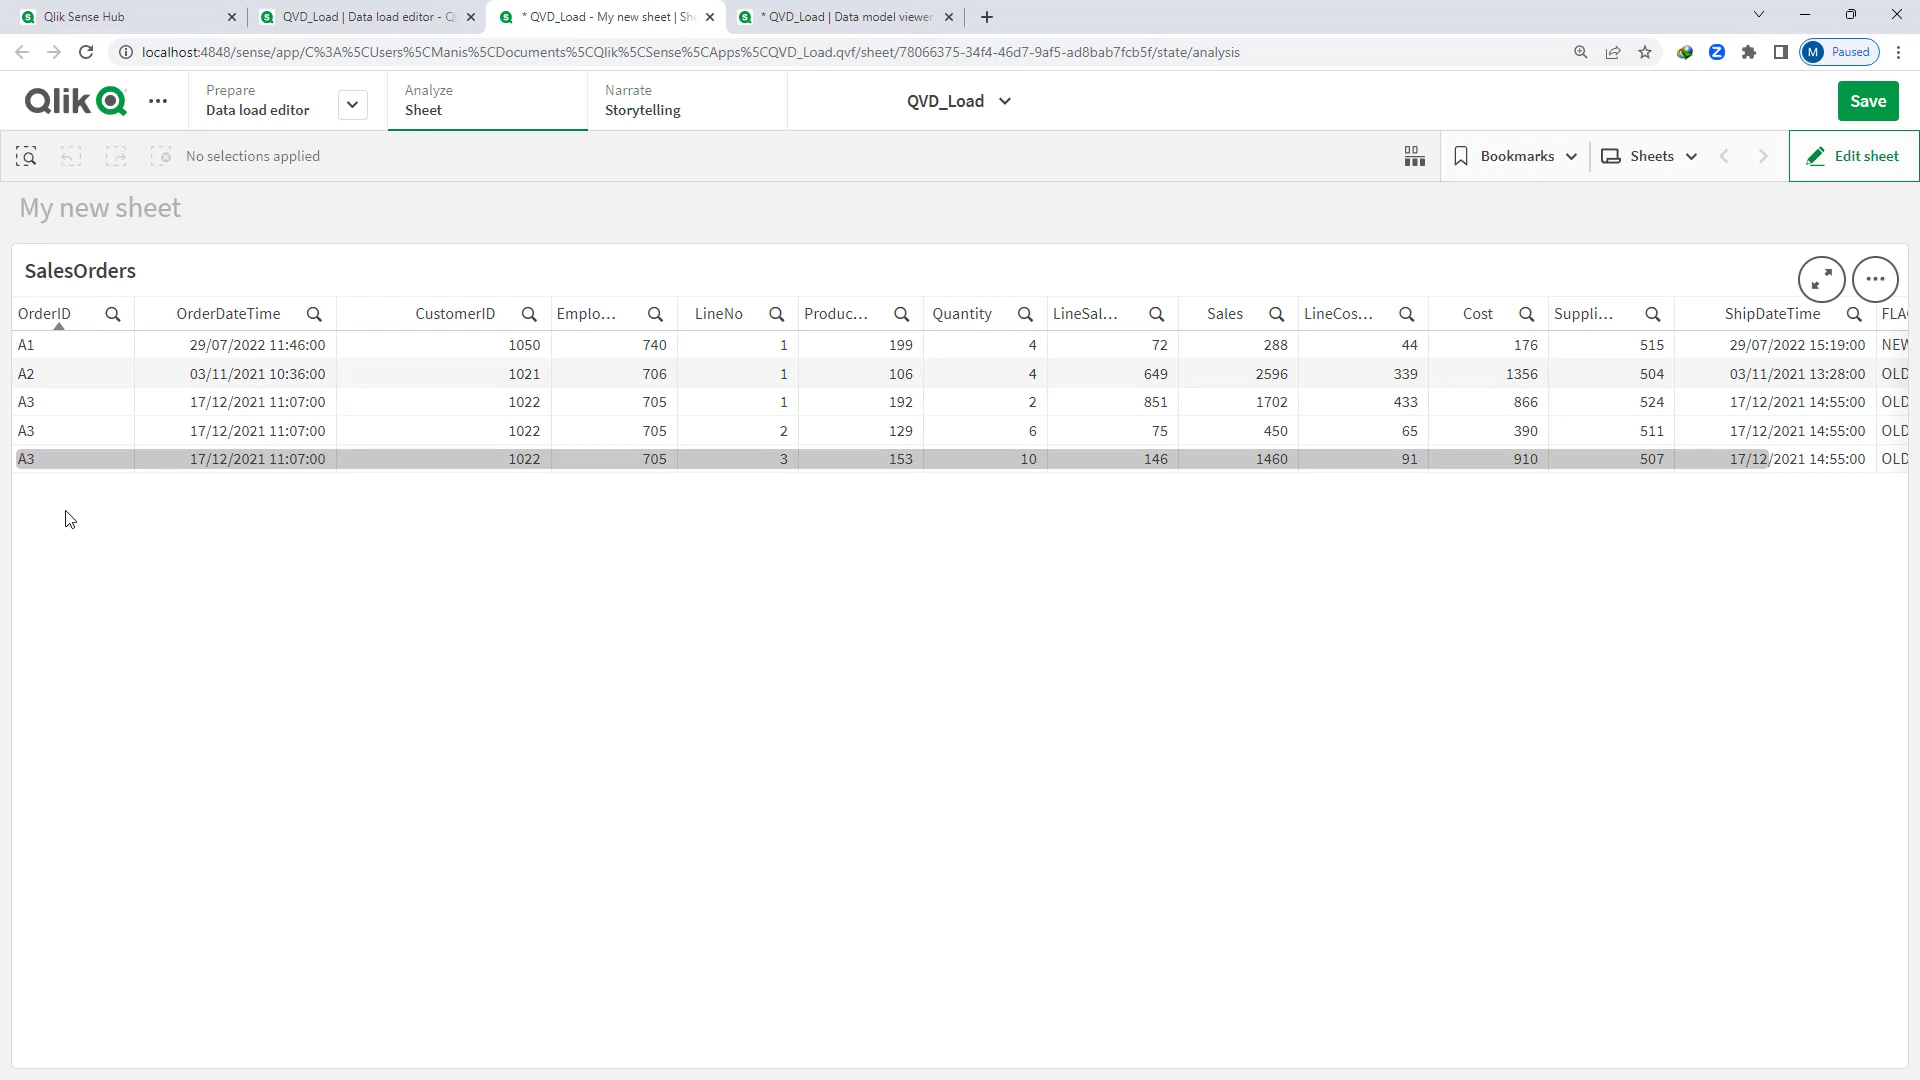 Qlik Sense Hub
QVD_Load | Data load editor - Q
* QVD_Load - My new sheet | She
* QVD_Load | Data model viewer
localhost:4848/sense/app/C%3A%5CUsers%5CManis%5CDocuments%5CQlik%5CSense%5CApps%5CQVD_Load.qvf/sheet/78066375-34f4-46d7-9af5-ad8bab7fcb5f/state/analysis
Z
M Paused
Qlik
Prepare
Data load editor
Analyze
Sheet
Narrate
Storytelling
QVD_Load
Save
No selections applied
Bookmarks
Sheets
Edit sheet
My new sheet
SalesOrders
OrderID OrderDateTime CustomerID Emplo... LineNo Produc... Quantity LineSal... Sales LineCos... Cost Suppli... ShipDateTime FLA
A1 29/07/2022 11:46:00 1050 740 1 199 4 72 288 44 176 515 29/07/2022 15:19:00 NEW
A2 03/11/2021 10:36:00 1021 706 1 106 4 649 2596 339 1356 504 03/11/2021 13:28:00 OLD
A3 17/12/2021 11:07:00 1022 705 1 192 2 851 1702 433 866 524 17/12/2021 14:55:00 OLD
A3 17/12/2021 11:07:00 1022 705 2 129 6 75 450 65 390 511 17/12/2021 14:55:00 OLD
A3 17/12/2021 11:07:00 1022 705 3 153 10 146 1460 91 910 507 17/12/2021 14:55:00 OLD